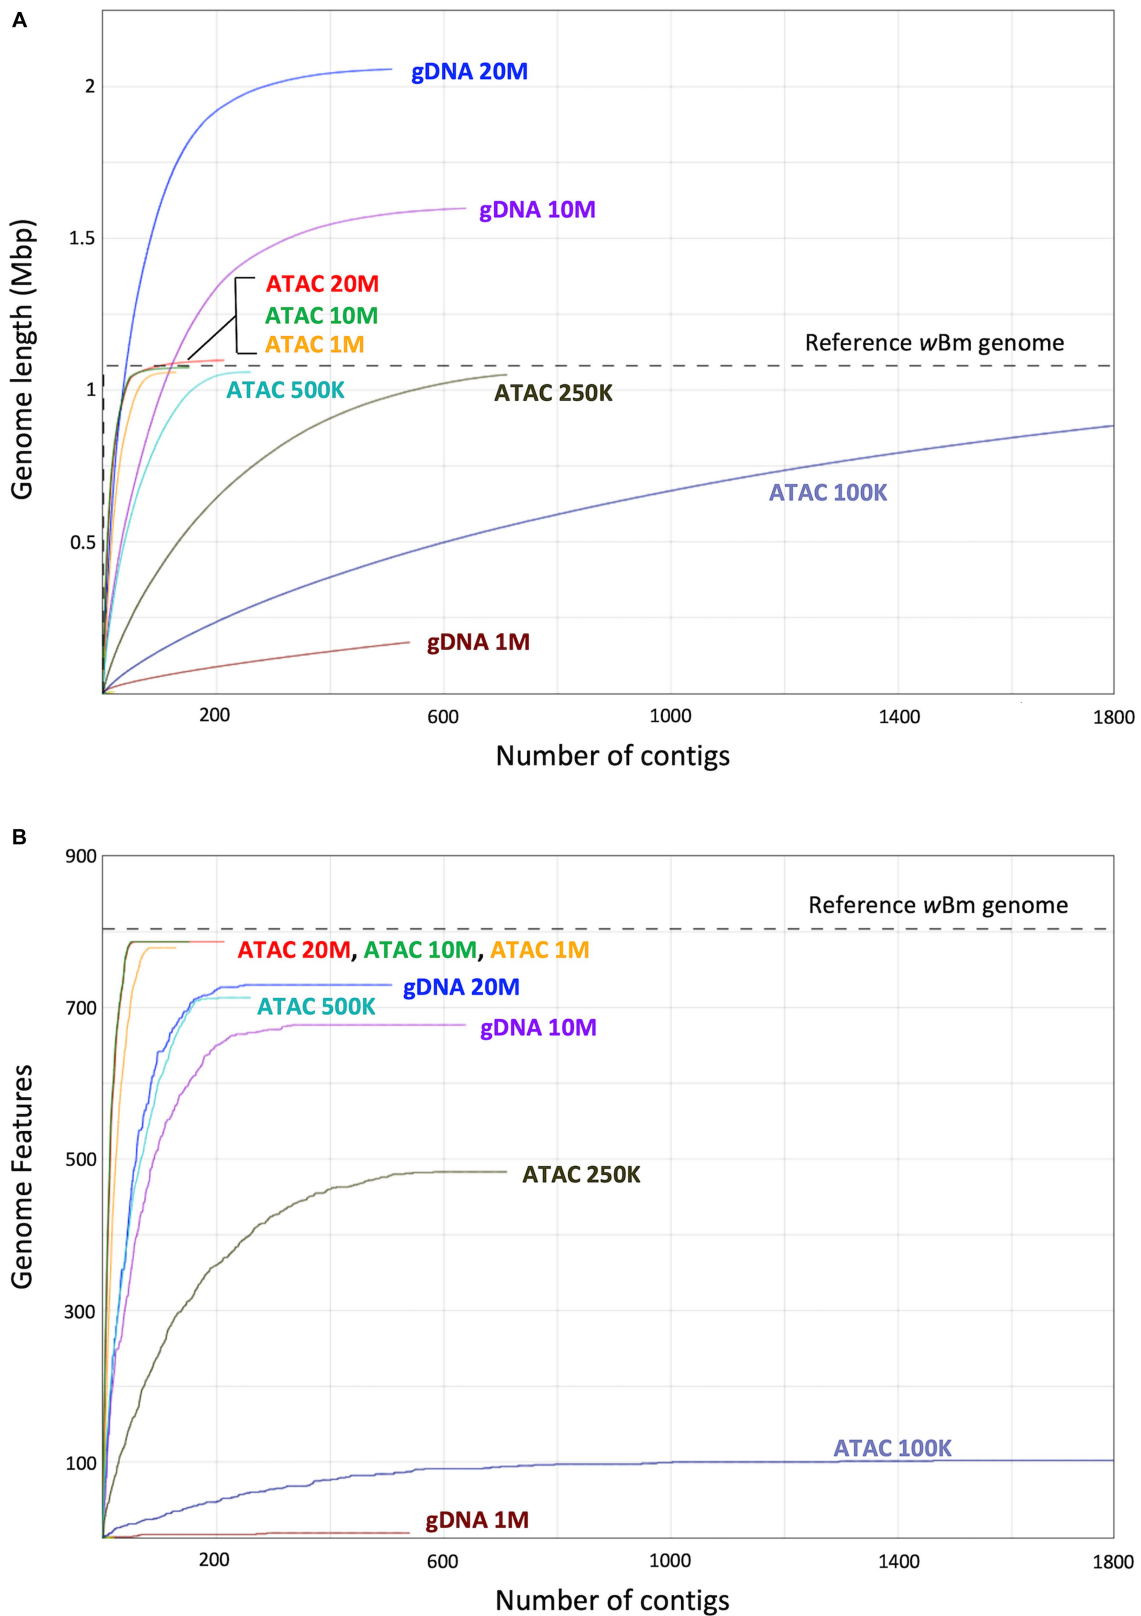 A
gDNA 20M
2
gDNA 10M
1.5
ATAC 20M
ATAC 10M
ATAC 1M
Reference wBm genome
1
ATAC 500K
ATAC 250K
Genome length (Mbp)
ATAC 100K
0.5
gDNA 1M
200 600 1000 1400 1800
Number of contigs
B
900
Reference wBm genome
ATAC 20M, ATAC 10M, ATAC 1M
gDNA 20M
700
ATAC 500K
gDNA 10M
500
ATAC 250K
Genome Features
300
100
ATAC 100K
gDNA 1M
200 600 1000 1400 1800
Number of contigs